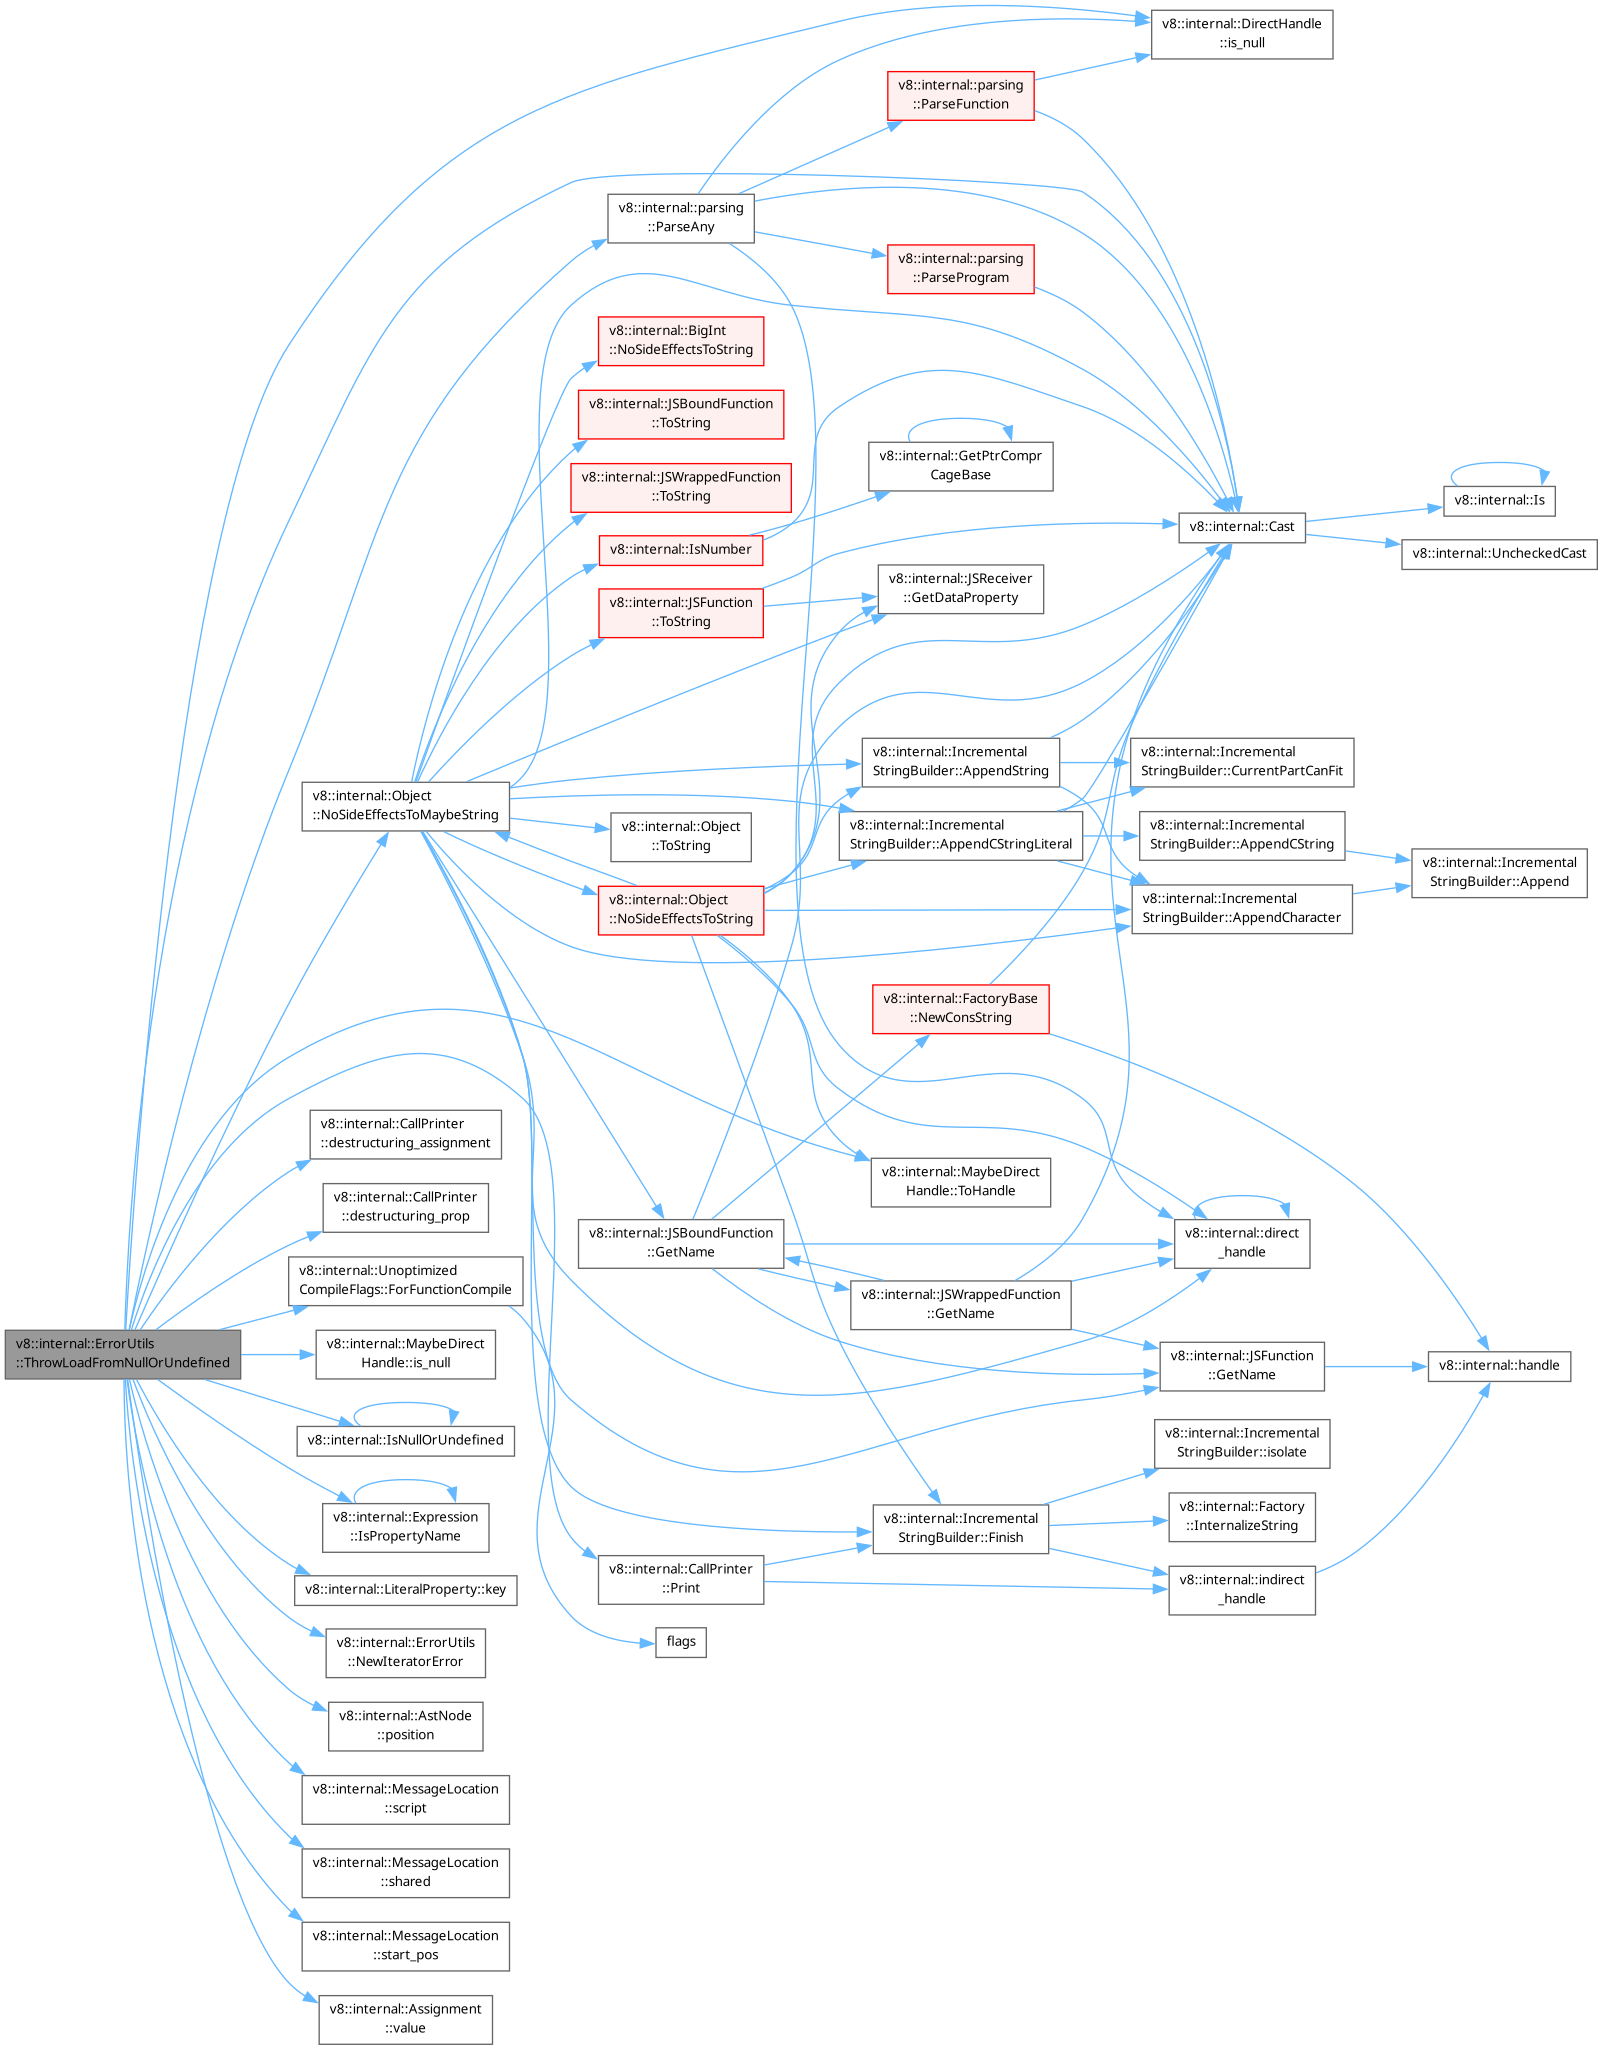 v8::internal::DirectHandle
::is_null
v8::internal::parsing
::ParseFunction
v8::internal::parsing
::ParseAny
v8::internal::parsing
::ParseProgram
v8::internal::BigInt
::NoSideEffectsToString
v8::internal::JSBoundFunction
::ToString
v8::internal::GetPtrCompr
CageBase
v8::internal::JSWrappedFunction
::ToString
v8::internal::Is
v8::internal::Cast
v8::internal::IsNumber
v8::internal::UncheckedCast
v8::internal::JSReceiver
::GetDataProperty
v8::internal::JSFunction
::ToString
v8::internal::Incremental
StringBuilder::AppendString
v8::internal::Incremental
StringBuilder::CurrentPartCanFit
v8::internal::Object
::NoSideEffectsToMaybeString
v8::internal::Object
::ToString
v8::internal::Incremental
StringBuilder::AppendCStringLiteral
v8::internal::Incremental
StringBuilder::AppendCString
v8::internal::Incremental
StringBuilder::Append
v8::internal::Object
::NoSideEffectsToString
v8::internal::Incremental
StringBuilder::AppendCharacter
v8::internal::FactoryBase
::NewConsString
v8::internal::CallPrinter
::destructuring_assignment
v8::internal::MaybeDirect
Handle::ToHandle
v8::internal::CallPrinter
::destructuring_prop
v8::internal::JSBoundFunction
::GetName
v8::internal::direct
_handle
v8::internal::Unoptimized
CompileFlags::ForFunctionCompile
v8::internal::JSWrappedFunction
::GetName
v8::internal::ErrorUtils
::ThrowLoadFromNullOrUndefined
v8::internal::MaybeDirect
Handle::is_null
v8::internal::JSFunction
::GetName
v8::internal::handle
v8::internal::IsNullOrUndefined
v8::internal::Incremental
StringBuilder::isolate
v8::internal::Expression
::IsPropertyName
v8::internal::Incremental
StringBuilder::Finish
v8::internal::Factory
::InternalizeString
v8::internal::LiteralProperty::key
v8::internal::CallPrinter
::Print
v8::internal::indirect
_handle
v8::internal::ErrorUtils
::NewIteratorError
flags
v8::internal::AstNode
::position
v8::internal::MessageLocation
::script
v8::internal::MessageLocation
::shared
v8::internal::MessageLocation
::start_pos
v8::internal::Assignment
::value